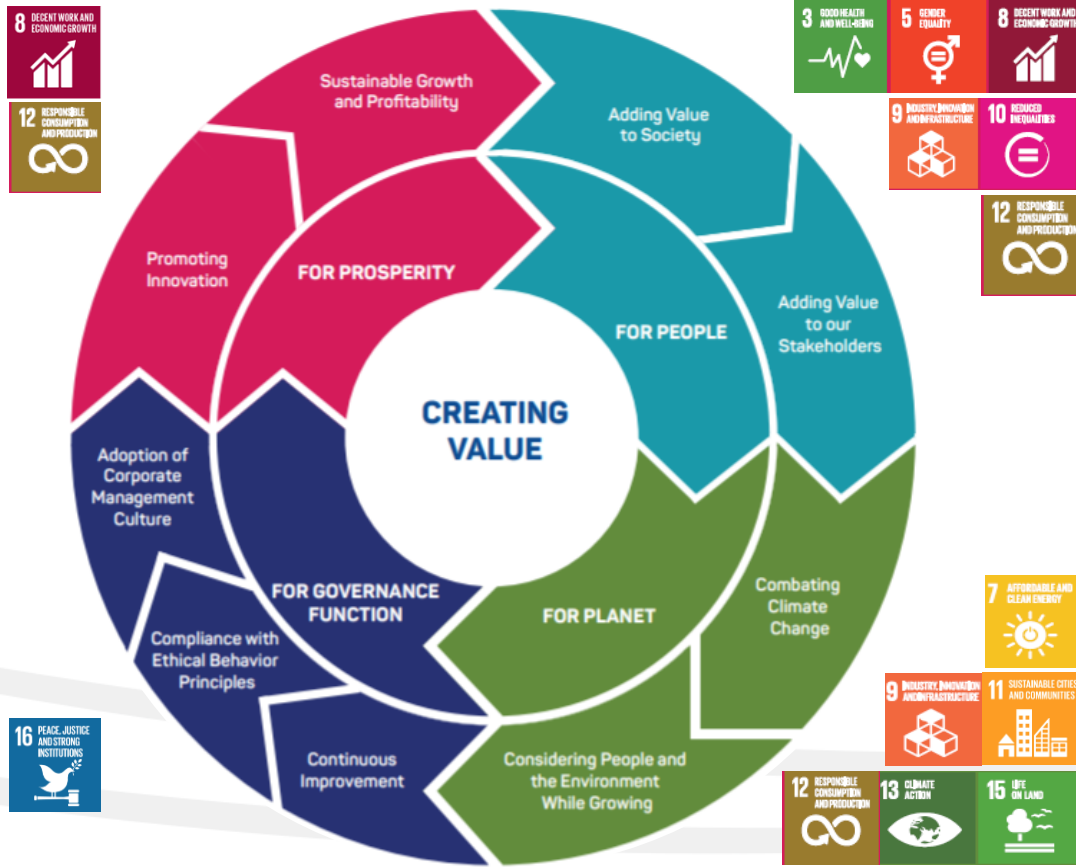 8 DECENT WORK AND
ECONOMIC GROWTH
12 RESPONSIBLE
CONSUMPTION
AND PRODUCTION
3 GOOD HEALTH
AND WELL-BEING
5 GENDER
EQUALITY
8 DECENT WORK AND
ECONOMIC GROWTH
9 INDUSTRY, INNOVATION
AND INFRASTRUCTURE
10 REDUCED
INEQUALITIES
12 RESPONSIBLE
CONSUMPTION
AND PRODUCTION
Sustainable Growth
and Profitability
Adding Value
to Society
Promoting
Innovation
FOR PROSPERITY
FOR PEOPLE
Adding Value
to our
Stakeholders
CREATING
VALUE
Adoption of
Corporate
Management
Culture
FOR GOVERNANCE
FUNCTION
FOR PLANET
Combating
Climate
Change
Compliance with
Ethical Behavior
Principles
Continuous
Improvement
Considering People and
the Environment
While Growing
16 PEACE, JUSTICE
AND STRONG
INSTITUTIONS
7 AFFORDABLE AND
CLEAN ENERGY
9 INDUSTRY, INNOVATION
AND INFRASTRUCTURE
11 SUSTAINABLE CITIES
AND COMMUNITIES
12 RESPONSIBLE
CONSUMPTION
AND PRODUCTION
13 CLIMATE
ACTION
15 LIFE
ON LAND